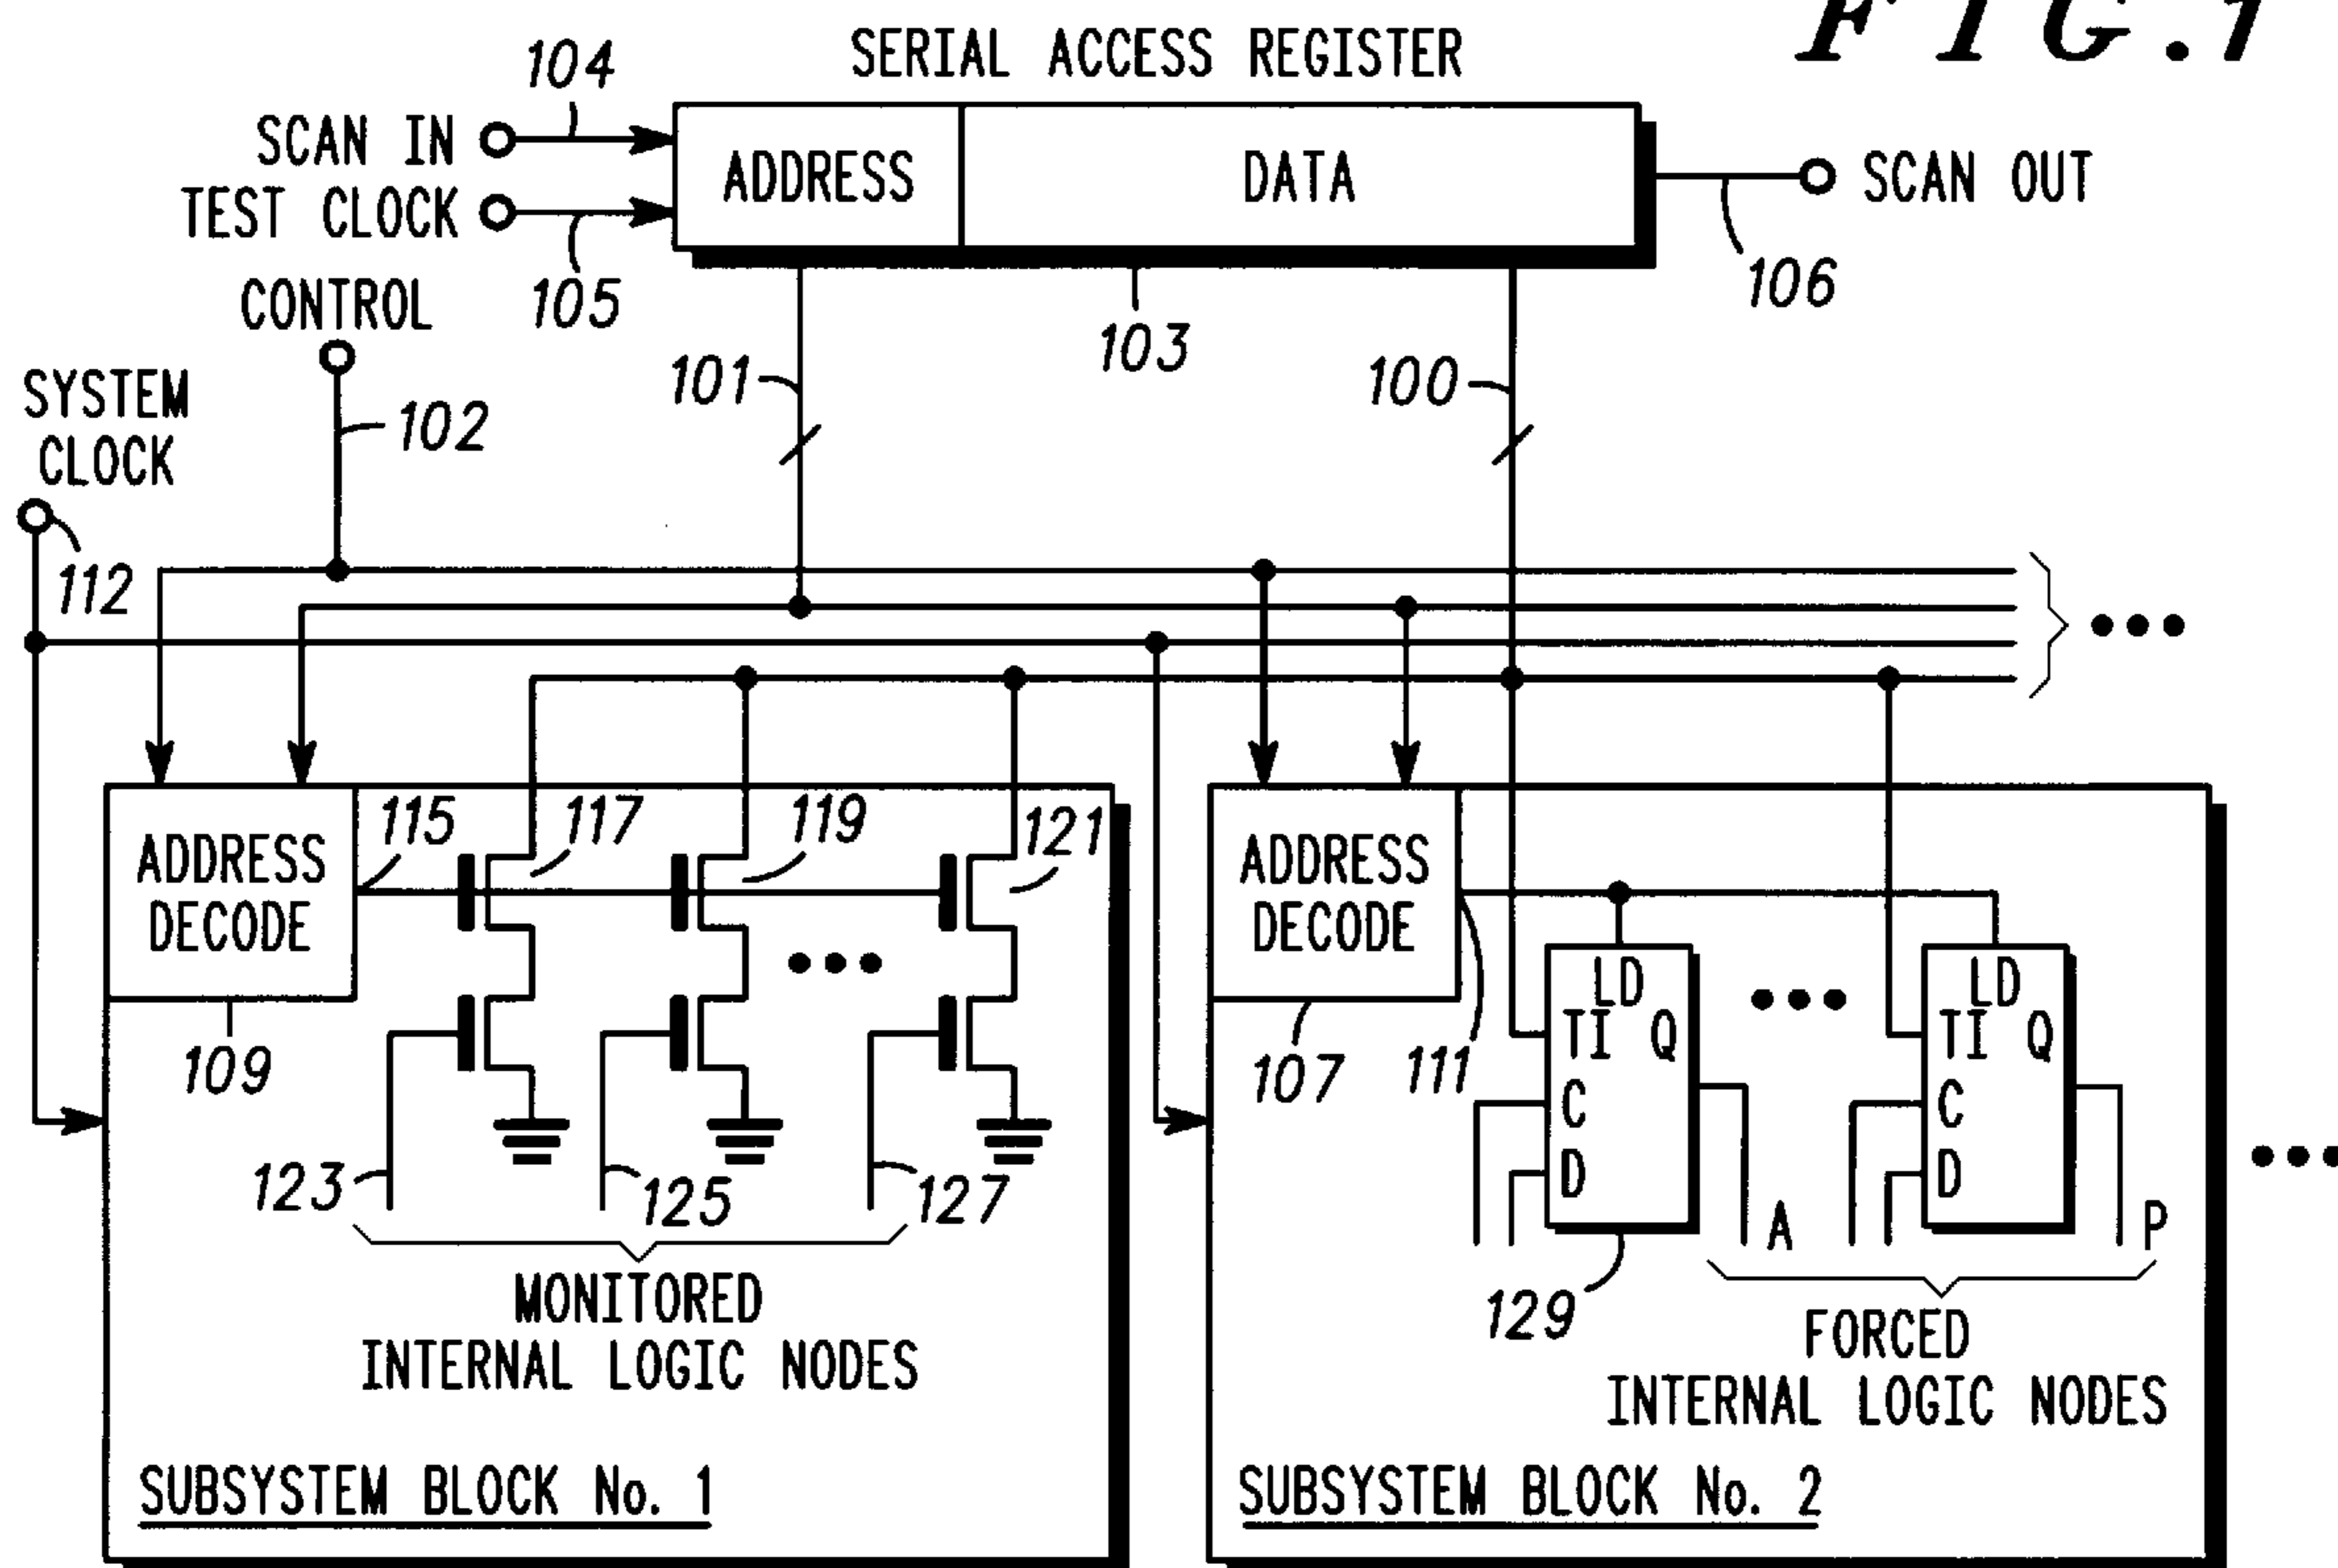 FIG.1
SERIAL ACCESS REGISTER
104
SCAN IN
TEST CLOCK
ADDRESS
DATA
SCAN OUT
105
106
CONTROL
103
101
100
SYSTEM
CLOCK
102
112
ADDRESS
DECODE
115
117
119
121
109
123
125
127
MONITORED
INTERNAL LOGIC NODES
SUBSYSTEM BLOCK No. 1
ADDRESS
DECODE
107
111
LD
TI Q
C
D
A
LD
TI Q
C
D
P
129
FORCED
INTERNAL LOGIC NODES
SUBSYSTEM BLOCK No. 2